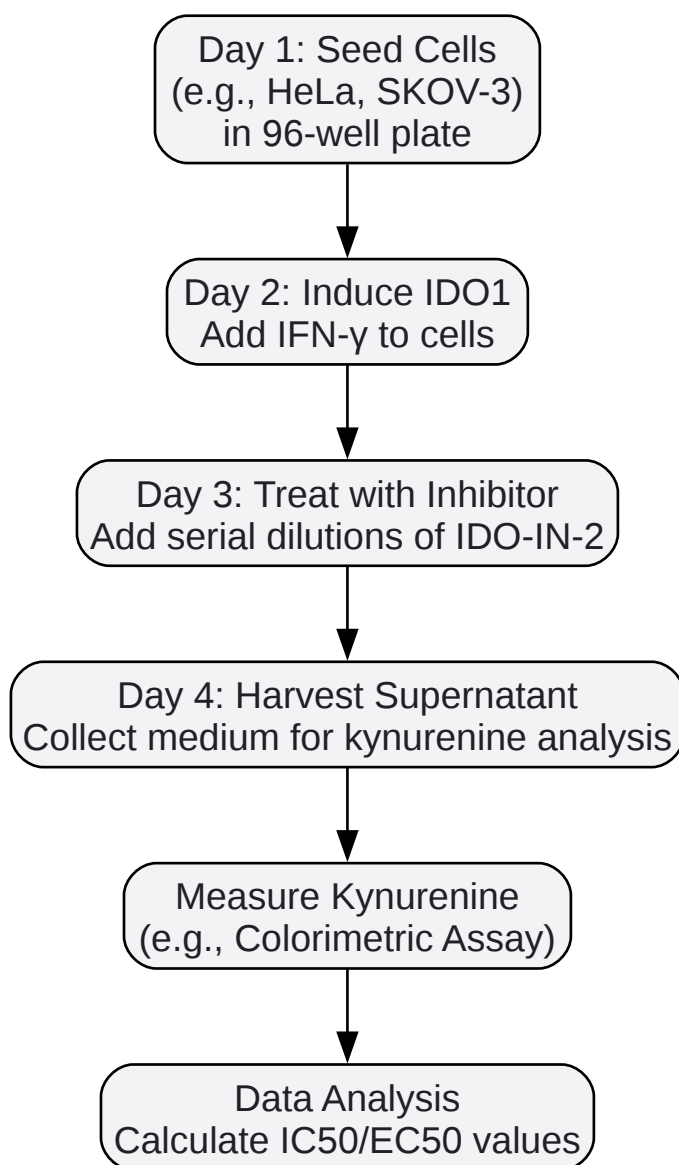 Day 1: Seed Cells
(e.g., HeLa, SKOV-3)
in 96-well plate
Day 2: Induce IDO1
Add IFN-γ to cells
Day 3: Treat with Inhibitor
Add serial dilutions of IDO-IN-2
Day 4: Harvest Supernatant
Collect medium for kynurenine analysis
Measure Kynurenine
(e.g., Colorimetric Assay)
Data Analysis
Calculate IC50/EC50 values